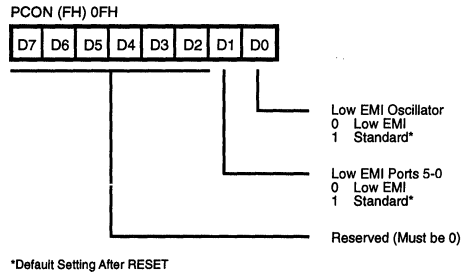 PCON (FH) 0FH
D7 D6 D5 D4 D3 D2 D1 D0
Low EMI Oscillator
0 Low EMI
1 Standard*
Low EMI Ports 5-0
0 Low EMI
1 Standard*
Reserved (Must be 0)
*Default Setting After RESET